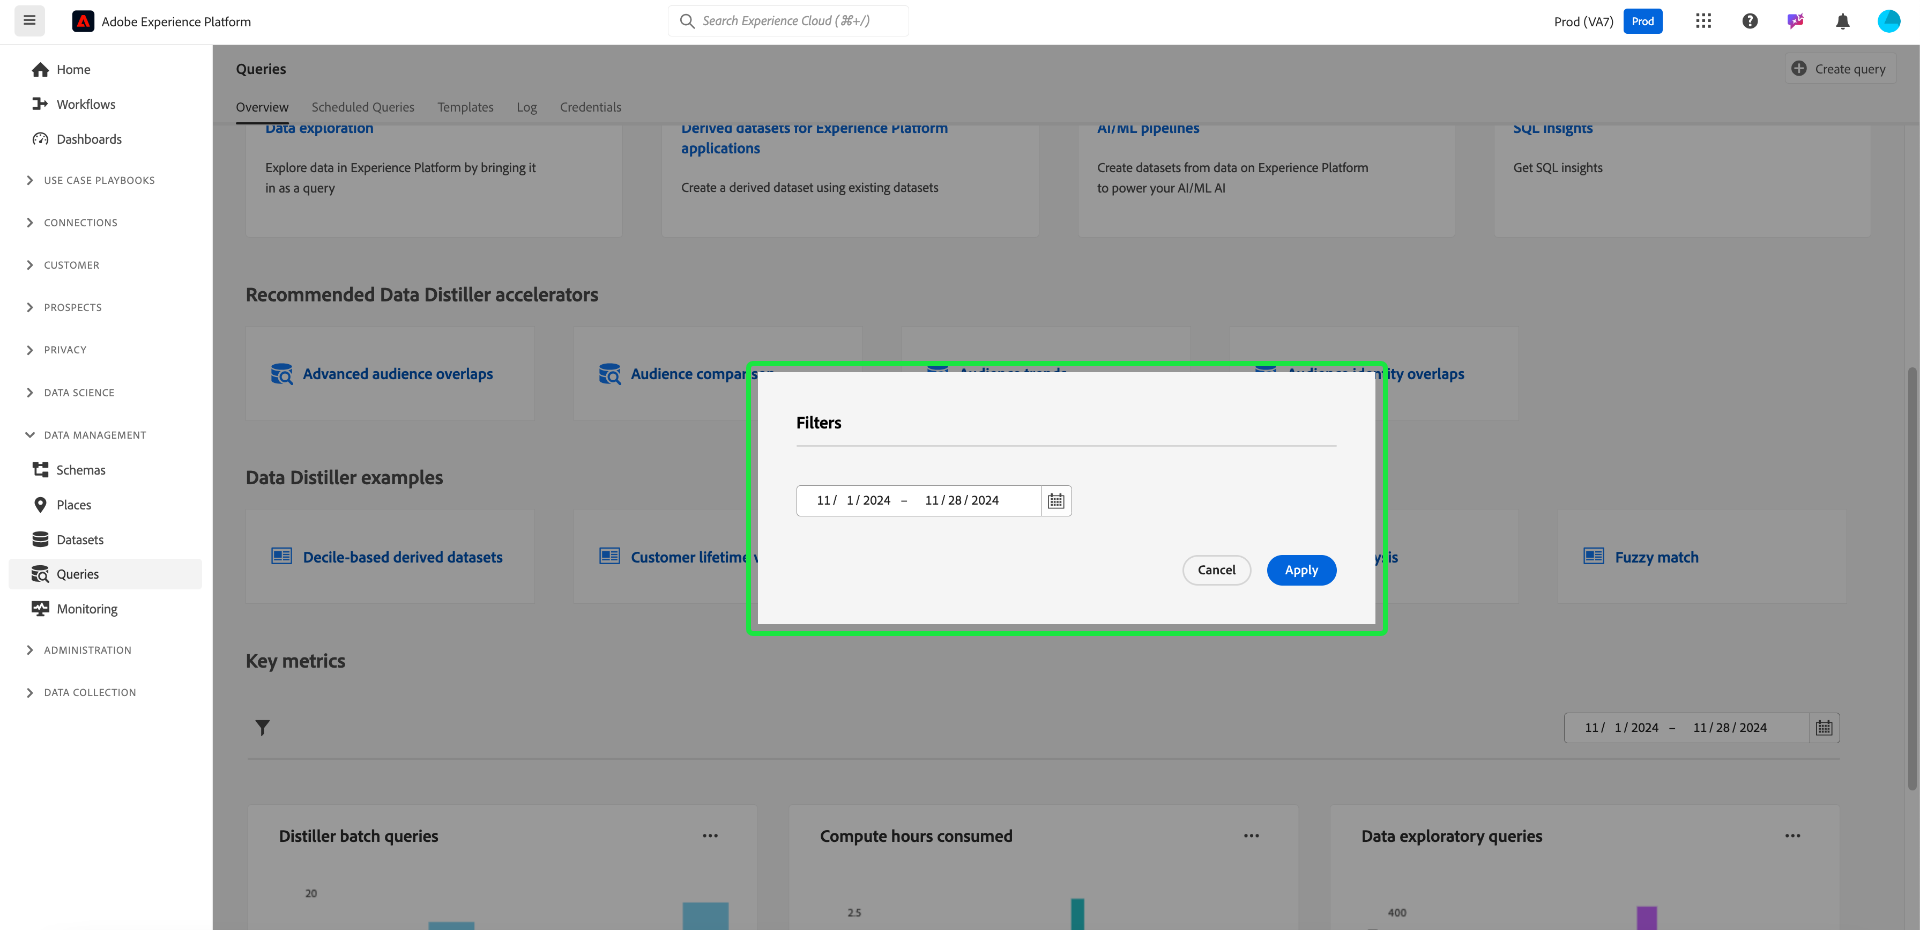 Adobe Experience Platform
Search Experience Cloud (⌘+/)
Prod (VA7)
Prod
Home
Workflows
Dashboards
USE CASE PLAYBOOKS
CONNECTIONS
CUSTOMER
PROSPECTS
PRIVACY
DATA SCIENCE
DATA MANAGEMENT
Schemas
Places
Datasets
Queries
Monitoring
ADMINISTRATION
DATA COLLECTION
Queries
Create query
Overview
Scheduled Queries
Templates
Log
Credentials
Data exploration
Explore data in Experience Platform by bringing it
in as a query
Derived datasets for Experience Platform
applications
Create a derived dataset using existing datasets
AI/ML pipelines
Create datasets from data on Experience Platform
to power your AI/ML AI
SQL insights
Get SQL insights
Recommended Data Distiller accelerators
Advanced audience overlaps
Audience comparison
Audience trends
Audience identity overlaps
Data Distiller examples
Decile-based derived datasets
Customer lifetime
Fuzzy match
Filters
11/ 1/2024 – 11/28/2024
Cancel
Apply
Key metrics
11/ 1/2024 – 11/28/2024
Distiller batch queries
20
Compute hours consumed
2.5
Data exploratory queries
400